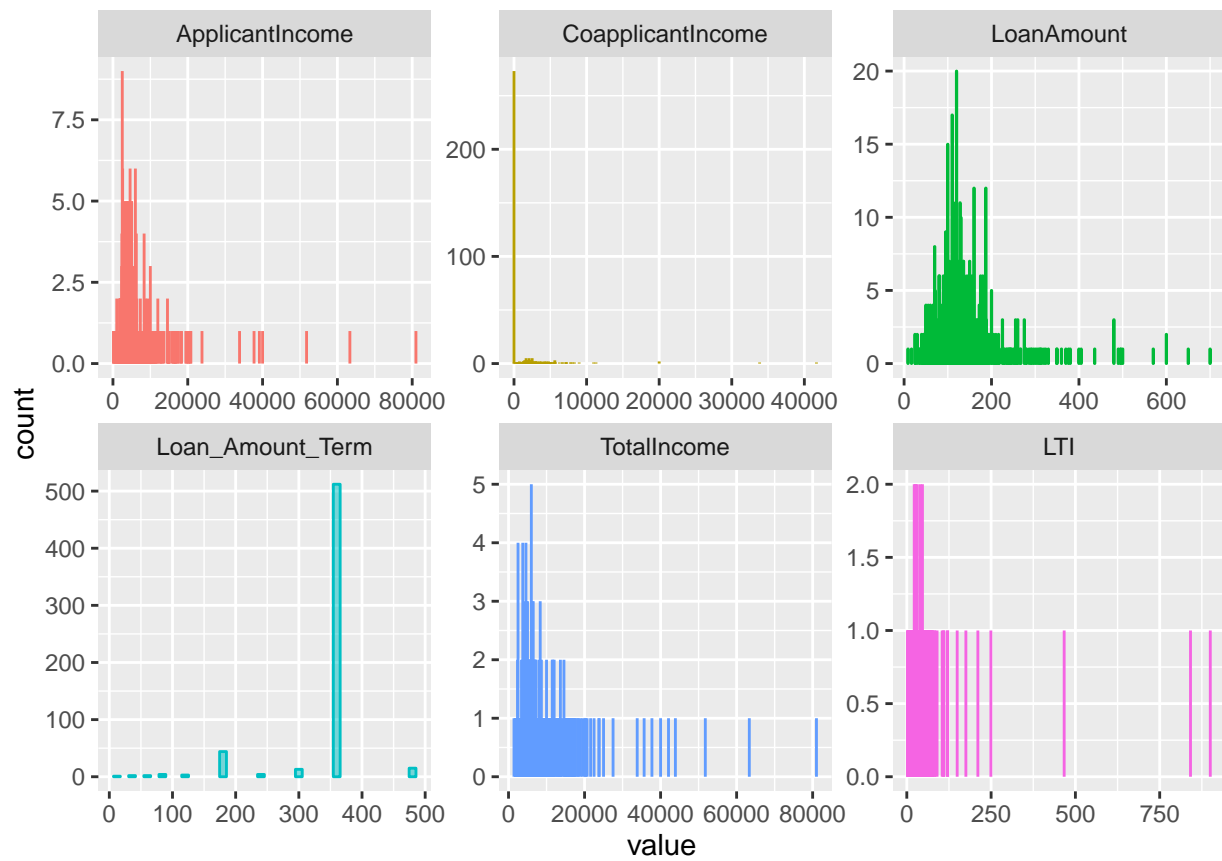 ApplicantIncome
CoapplicantIncome
LoanAmount
7.5
5.0
2.5
0.0
0 20000 40000 60000 80000
200
100
0
0 10000 20000 30000 40000
20
15
10
5
0
0 200 400 600
Loan_Amount_Term
TotalIncome
LTI
500
400
300
200
100
0
0 100 200 300 400 500
5
4
3
2
1
0
0 20000 40000 60000 80000
2.0
1.5
1.0
0.5
0.0
0 250 500 750
count
value